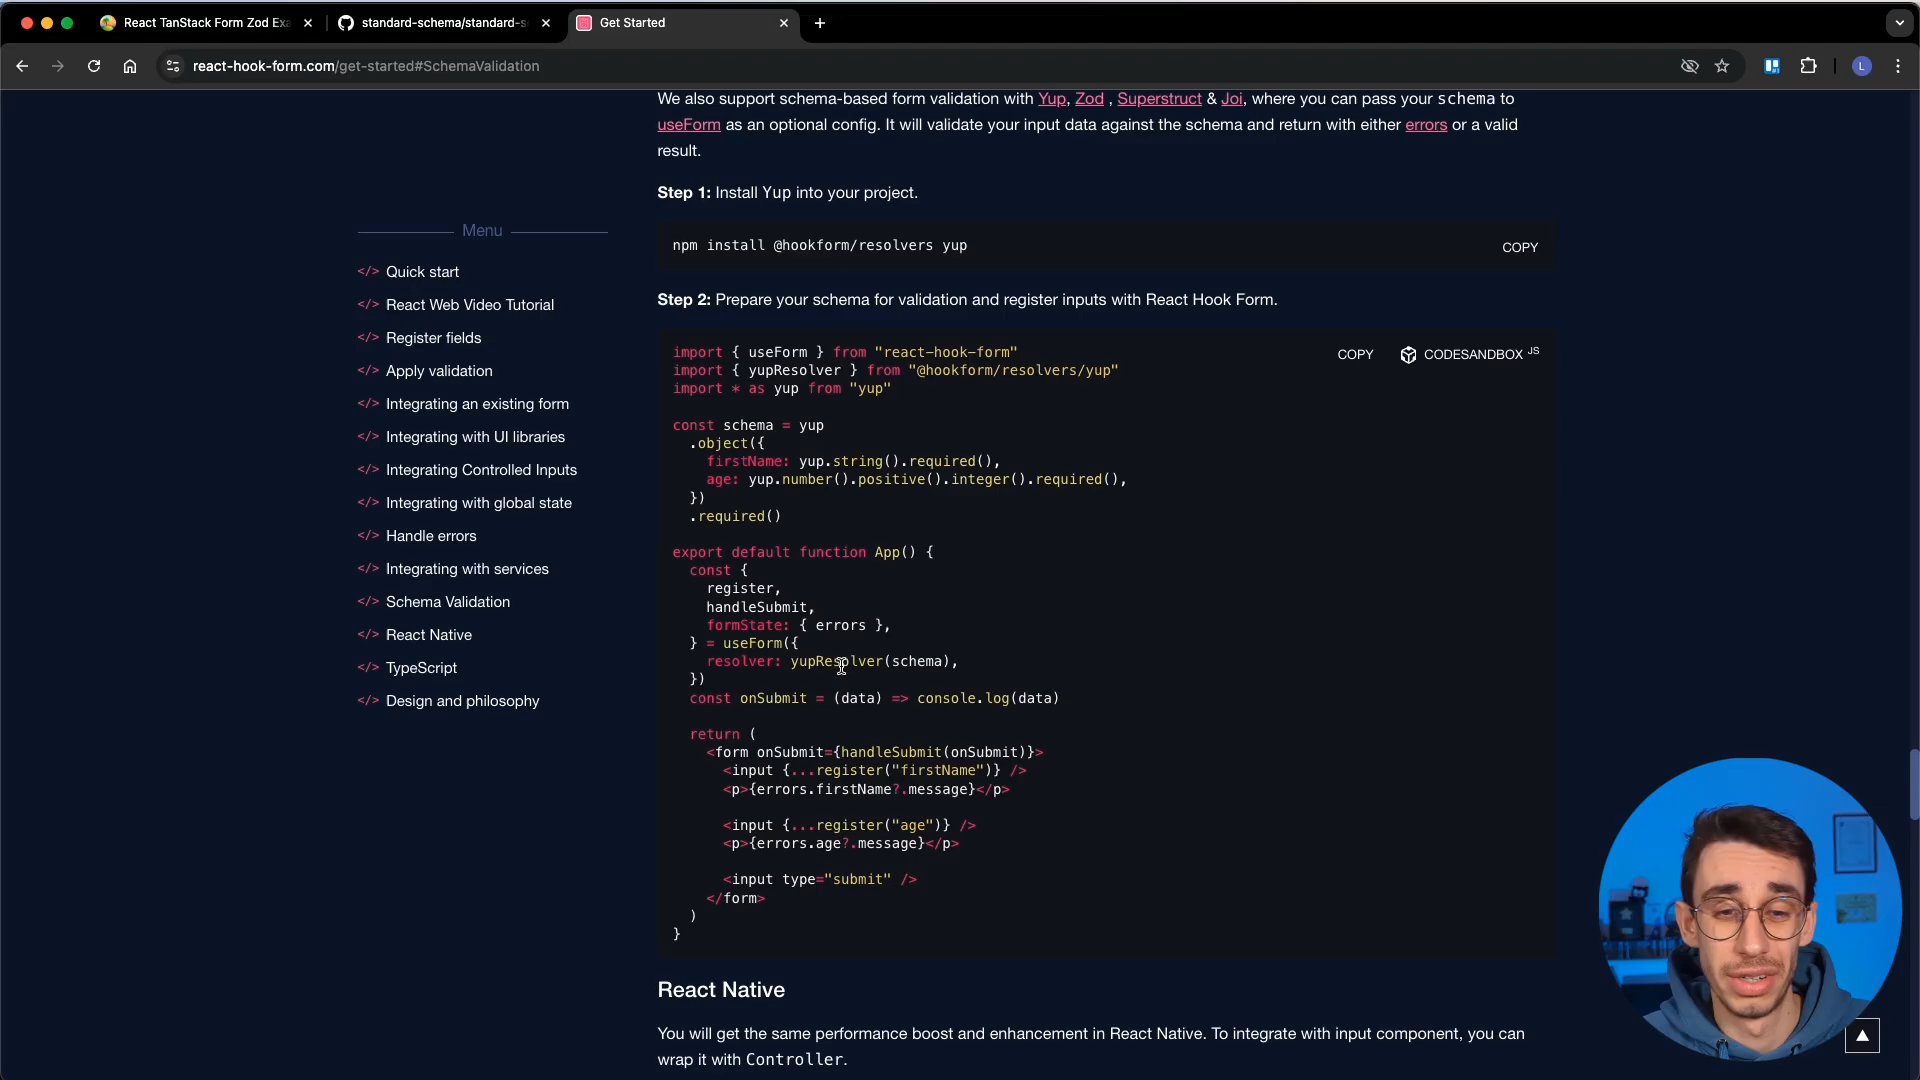 React TanStack Form Zod Exa
standard-schema/standard-s
Get Started
react-hook-form.com/get-started#SchemaValidation
L
We also support schema-based form validation with Yup, Zod , Superstruct & Joi, where you can pass your schema to
useForm as an optional config. It will validate your input data against the schema and return with either errors or a valid
result.
Step 1: Install Yup into your project.
npm install @hookform/resolvers yup
COPY
Step 2: Prepare your schema for validation and register inputs with React Hook Form.
COPY
CODESANDBOX JS
import { useForm } from "react-hook-form"
import { yupResolver } from "@hookform/resolvers/yup"
import * as yup from "yup"
const schema = yup
.object({
firstName: yup.string().required(),
age: yup.number().positive().integer().required(),
})
.required()
export default function App() {
const {
register,
handleSubmit,
formState: { errors },
} = useForm({
resolver: yupResolver(schema),
})
const onSubmit = (data) => console.log(data)
return (
<form onSubmit={handleSubmit(onSubmit)}>
<input {...register("firstName")} />
<p>{errors.firstName?.message}</p>
<input {...register("age")} />
<p>{errors.age?.message}</p>
<input type="submit" />
</form>
)
}
React Native
You will get the same performance boost and enhancement in React Native. To integrate with input component, you can
wrap it with Controller.
Menu
</> Quick start
</> React Web Video Tutorial
</> Register fields
</> Apply validation
</> Integrating an existing form
</> Integrating with UI libraries
</> Integrating Controlled Inputs
</> Integrating with global state
</> Handle errors
</> Integrating with services
</> Schema Validation
</> React Native
</> TypeScript
</> Design and philosophy